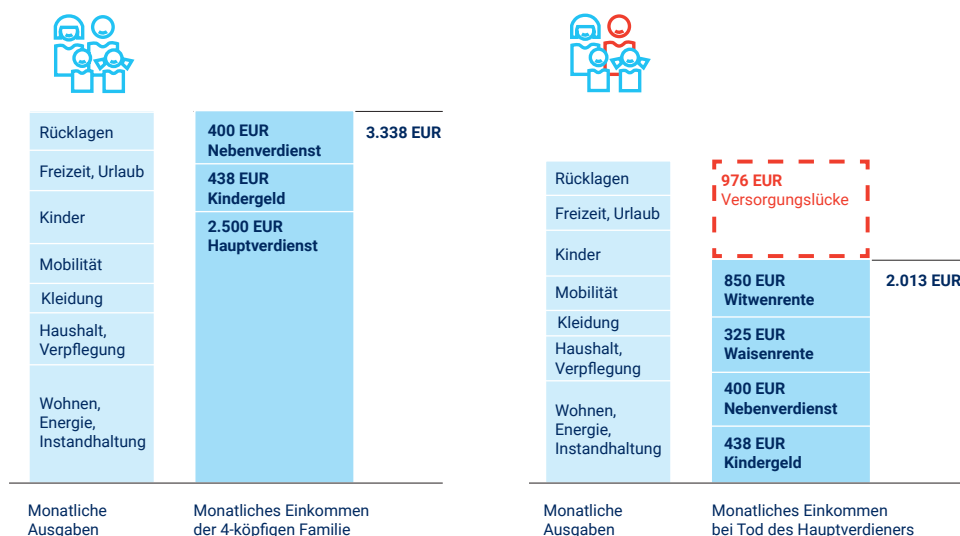 Rücklagen
Freizeit, Urlaub
Kinder
Mobilität
Kleidung
Haushalt,
Verpflegung
Wohnen,
Energie,
Instandhaltung
400 EUR
Nebenverdienst
438 EUR
Kindergeld
2.500 EUR
Hauptverdienst
3.338 EUR
Monatliche
Ausgaben
Monatliches Einkommen
der 4-köpfigen Familie
Rücklagen
Freizeit, Urlaub
Kinder
Mobilität
Kleidung
Haushalt,
Verpflegung
Wohnen,
Energie,
Instandhaltung
976 EUR
Versorgungslücke
850 EUR
Witwenrente
325 EUR
Waisenrente
400 EUR
Nebenverdienst
438 EUR
Kindergeld
2.013 EUR
Monatliche
Ausgaben
Monatliches Einkommen
bei Tod des Hauptverdieners